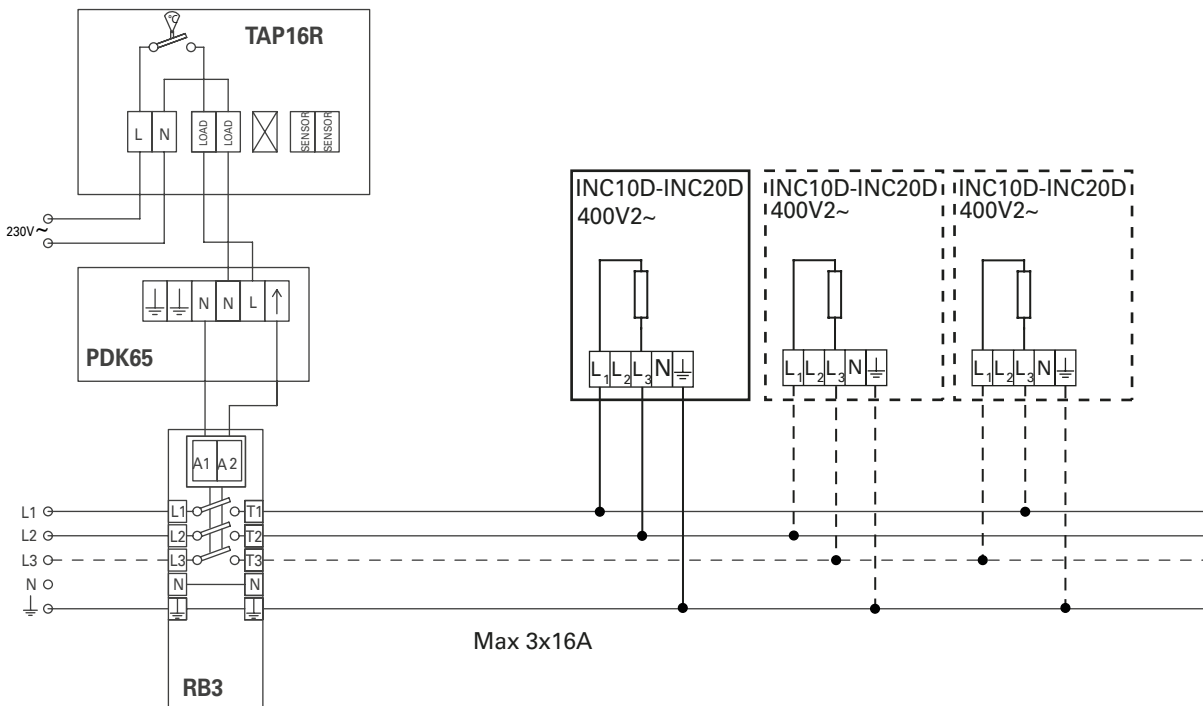 TAP16R
°C
L N LOAD LOAD SENSOR SENSOR
230V~
N N L
PDK65
A1 A2
L1 L1 T1
L2 L2 T2
L3 L3 T3
N N N
RB3
INC10D-INC20D
400V2~
L1 L2 L3 N
INC10D-INC20D
400V2~
L1 L2 L3 N
INC10D-INC20D
400V2~
L1 L2 L3 N
Max 3x16A